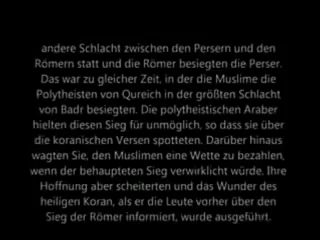 andere Schlacht zwischen den Persern und den
Römern statt und die Römer besiegten die Perser.
Das war zu gleicher Zeit, in der die Muslime die
Polytheisten von Qureich in der größten Schlacht
von Badr besiegten. Die polytheistischen Araber
hielten diesen Sieg für unmöglich, so dass sie über
die koranischen Versen spotteten. Darüber hinaus
wagten Sie, den Muslimen eine Wette zu bezahlen,
wenn der behaupteten Sieg verwirklicht würde. Ihre
Hoffnung aber scheiterten und das Wunder des
heiligen Koran, als er die Leute vorher über den
Sieg der Römer informiert, wurde ausgeführt.